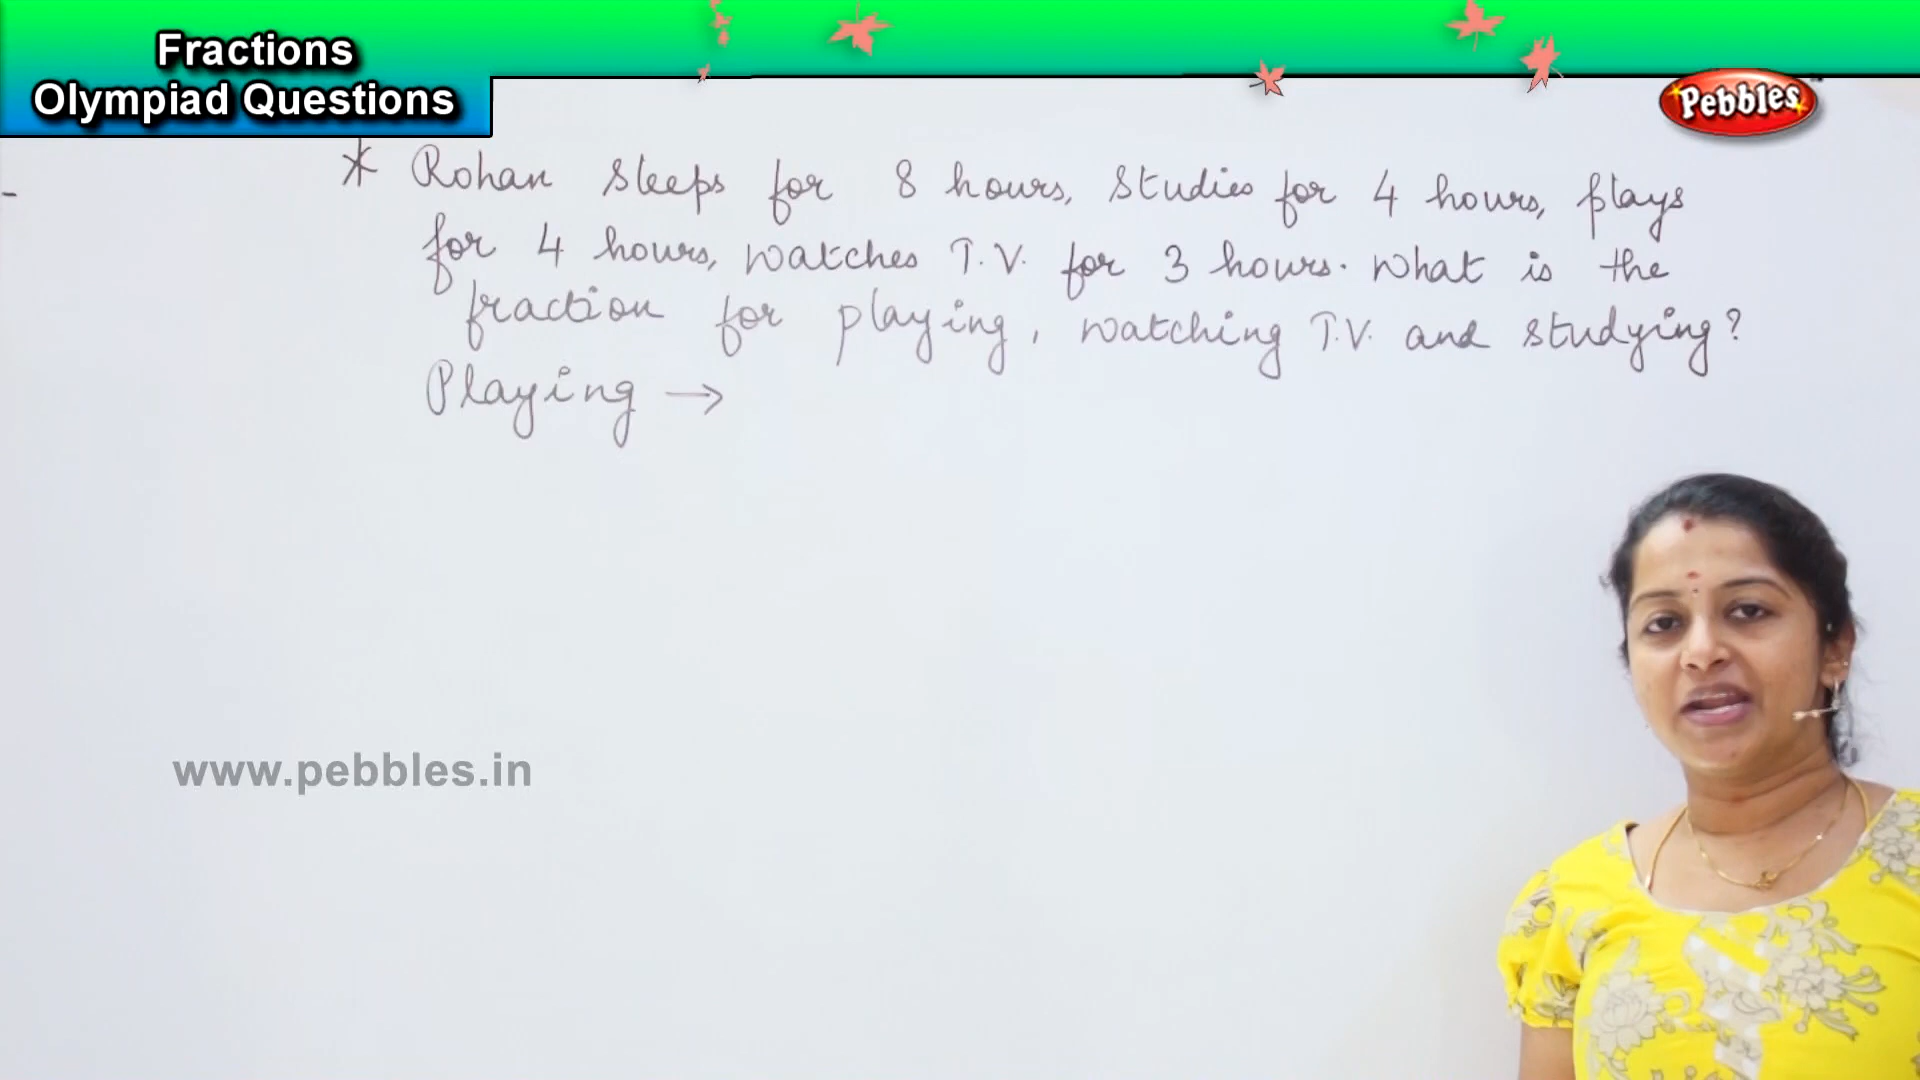 Fractions
Olympiad Questions
Pebbles
* Rohan sleeps for 8 hours, studies for 4 hours, plays
for 4 hours, watches T.V. for 3 hours. What is the
fraction for playing, watching T.V. and studying?
Playing →
www.pebbles.in